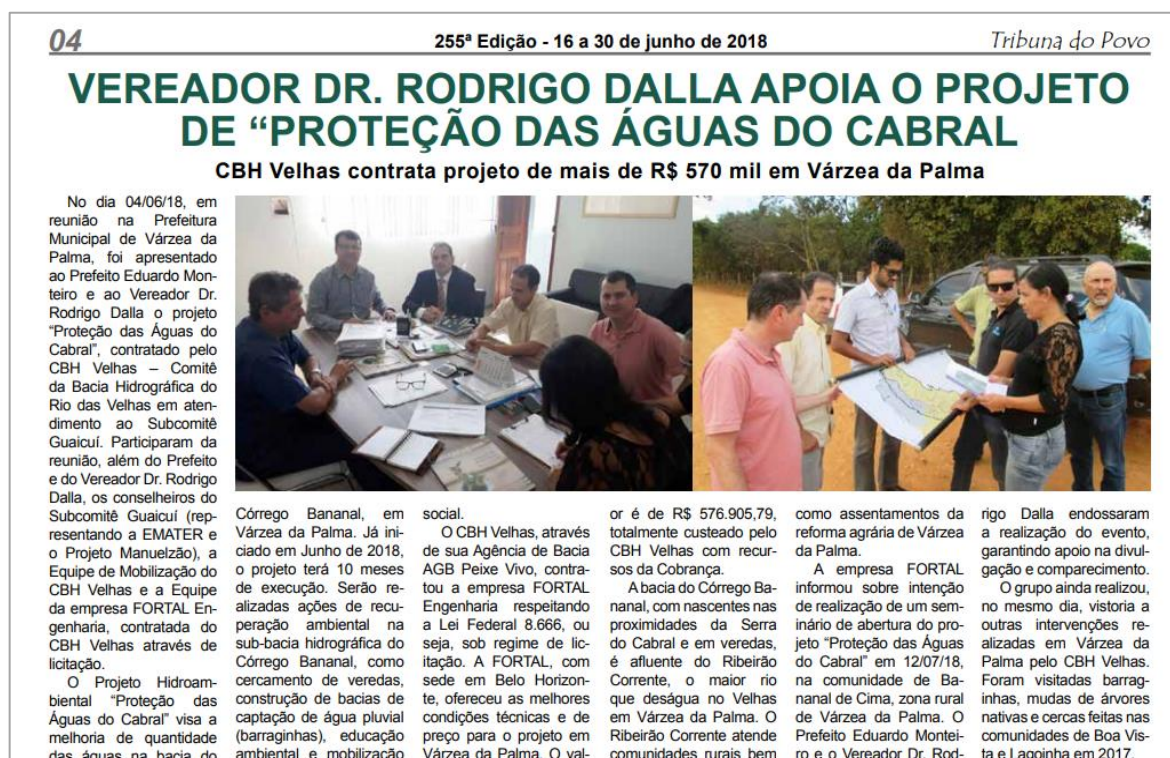 04
255ª Edição - 16 a 30 de junho de 2018
Tribuna do Povo
VEREADOR DR. RODRIGO DALLA APOIA O PROJETO
DE “PROTEÇÃO DAS ÁGUAS DO CABRAL
CBH Velhas contrata projeto de mais de R$ 570 mil em Várzea da Palma
No dia 04/06/18, em
reunião na Prefeitura
Municipal de Várzea da
Palma, foi apresentado
ao Prefeito Eduardo Mon-
teiro e ao Vereador Dr.
Rodrigo Dalla o projeto
“Proteção das Águas do
Cabral”, contratado pelo
CBH Velhas – Comitê
da Bacia Hidrográfica do
Rio das Velhas em aten-
dimento ao Subcomitê
Guaicuí. Participaram da
reunião, além do Prefeito
e do Vereador Dr. Rodrigo
Dalla, os conselheiros do
Subcomitê Guaicuí (rep-
resentando a EMATER e
o Projeto Manuelzão), a
Equipe de Mobilização do
CBH Velhas e a Equipe
da empresa FORTAL En-
genharia, contratada do
CBH Velhas através de
licitação.
O Projeto Hidroam-
biental “Proteção das
Águas do Cabral” visa a
melhoria de quantidade
das águas na bacia do
Córrego Bananal, em
Várzea da Palma. Já ini-
ciado em Junho de 2018,
o projeto terá 10 meses
de execução. Serão re-
alizadas ações de recu-
peração ambiental na
sub-bacia hidrográfica do
Córrego Bananal, como
cercamento de veredas,
construção de bacias de
captação de água pluvial
(barraginhas), educação
ambiental e mobilização
social.
O CBH Velhas, através
de sua Agência de Bacia
AGB Peixe Vivo, contra-
tou a empresa FORTAL
Engenharia respeitando
a Lei Federal 8.666, ou
seja, sob regime de lic-
itação. A FORTAL, com
sede em Belo Horizon-
te, ofereceu as melhores
condições técnicas e de
preço para o projeto em
Várzea da Palma. O val-
or é de R$ 576.905,79,
totalmente custeado pelo
CBH Velhas com recur-
sos da Cobrança.
A bacia do Córrego Ba-
nanal, com nascentes nas
proximidades da Serra
do Cabral e em veredas,
é afluente do Ribeirão
Corrente, o maior rio
que deságua no Velhas
em Várzea da Palma. O
Ribeirão Corrente atende
comunidades rurais bem
como assentamentos da
reforma agrária de Várzea
da Palma.
A empresa FORTAL
informou sobre intenção
de realização de um sem-
inário de abertura do pro-
jeto “Proteção das Águas
do Cabral” em 12/07/18,
na comunidade de Ba-
nanal de Cima, zona rural
de Várzea da Palma. O
Prefeito Eduardo Montei-
ro e o Vereador Dr. Rod-
rigo Dalla endossaram
a realização do evento,
garantindo apoio na divul-
gação e comparecimento.
O grupo ainda realizou,
no mesmo dia, vistoria a
outras intervenções re-
alizadas em Várzea da
Palma pelo CBH Velhas.
Foram visitadas barrag-
inhas, mudas de árvores
nativas e cercas feitas nas
comunidades de Boa Vis-
ta e Lagoinha em 2017.